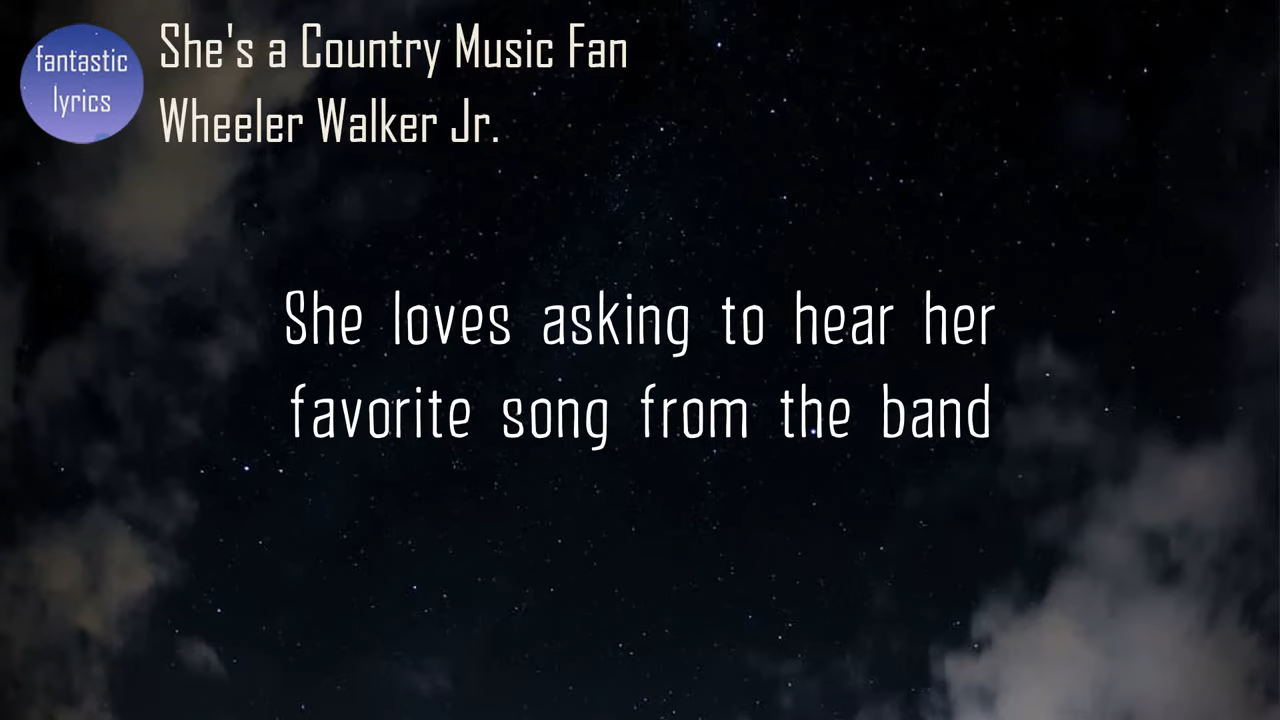 fantastic
lyrics
She's a Country Music Fan
Wheeler Walker Jr.
She loves asking to hear her
favorite song from the band